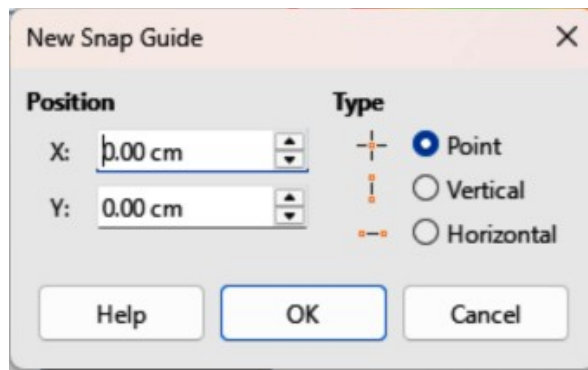 New Snap Guide
Position
X: 0.00 cm
Y: 0.00 cm
Type
Point
Vertical
Horizontal
Help
OK
Cancel